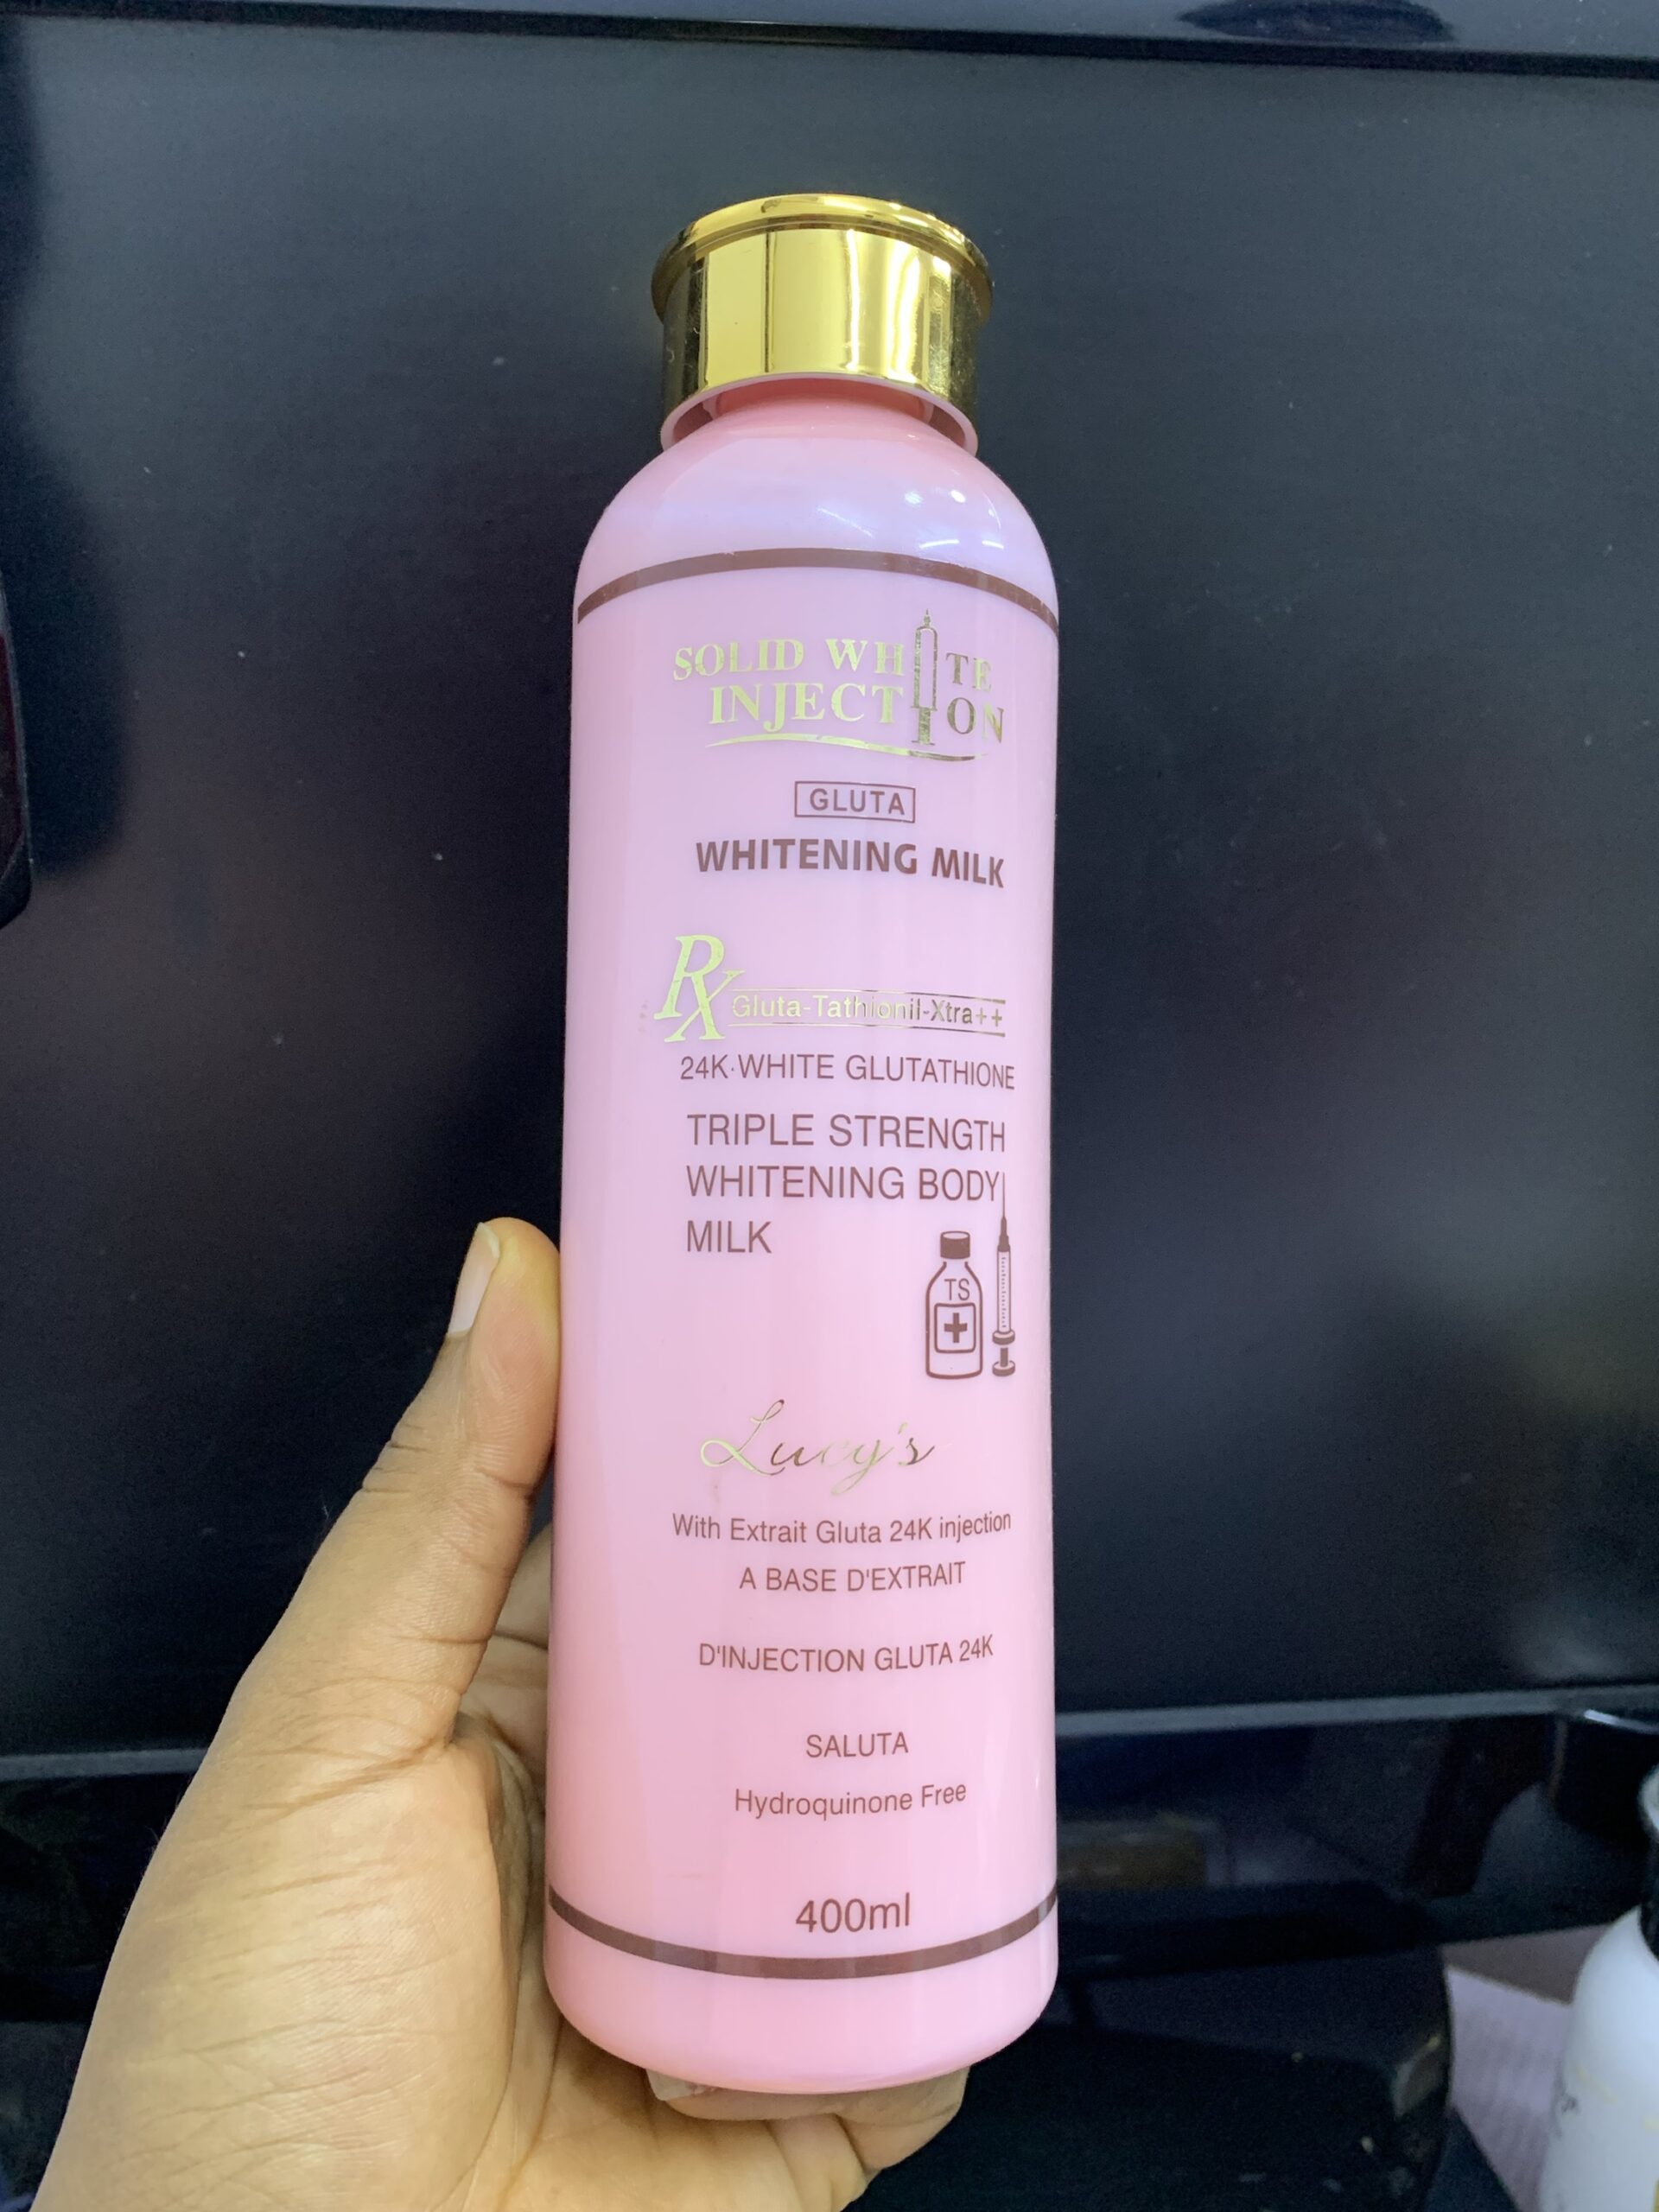 SOLID WHITE
INJECTION
GLUTA
WHITENING MILK
Rx Gluta-Tathionil-Xtra++
24K·WHITE GLUTATHIONE
TRIPLE STRENGTH
WHITENING BODY
MILK
TS
Lucy's
With Extrait Gluta 24K injection
A BASE D'EXTRAIT
D'INJECTION GLUTA 24K
SALUTA
Hydroquinone Free
400ml